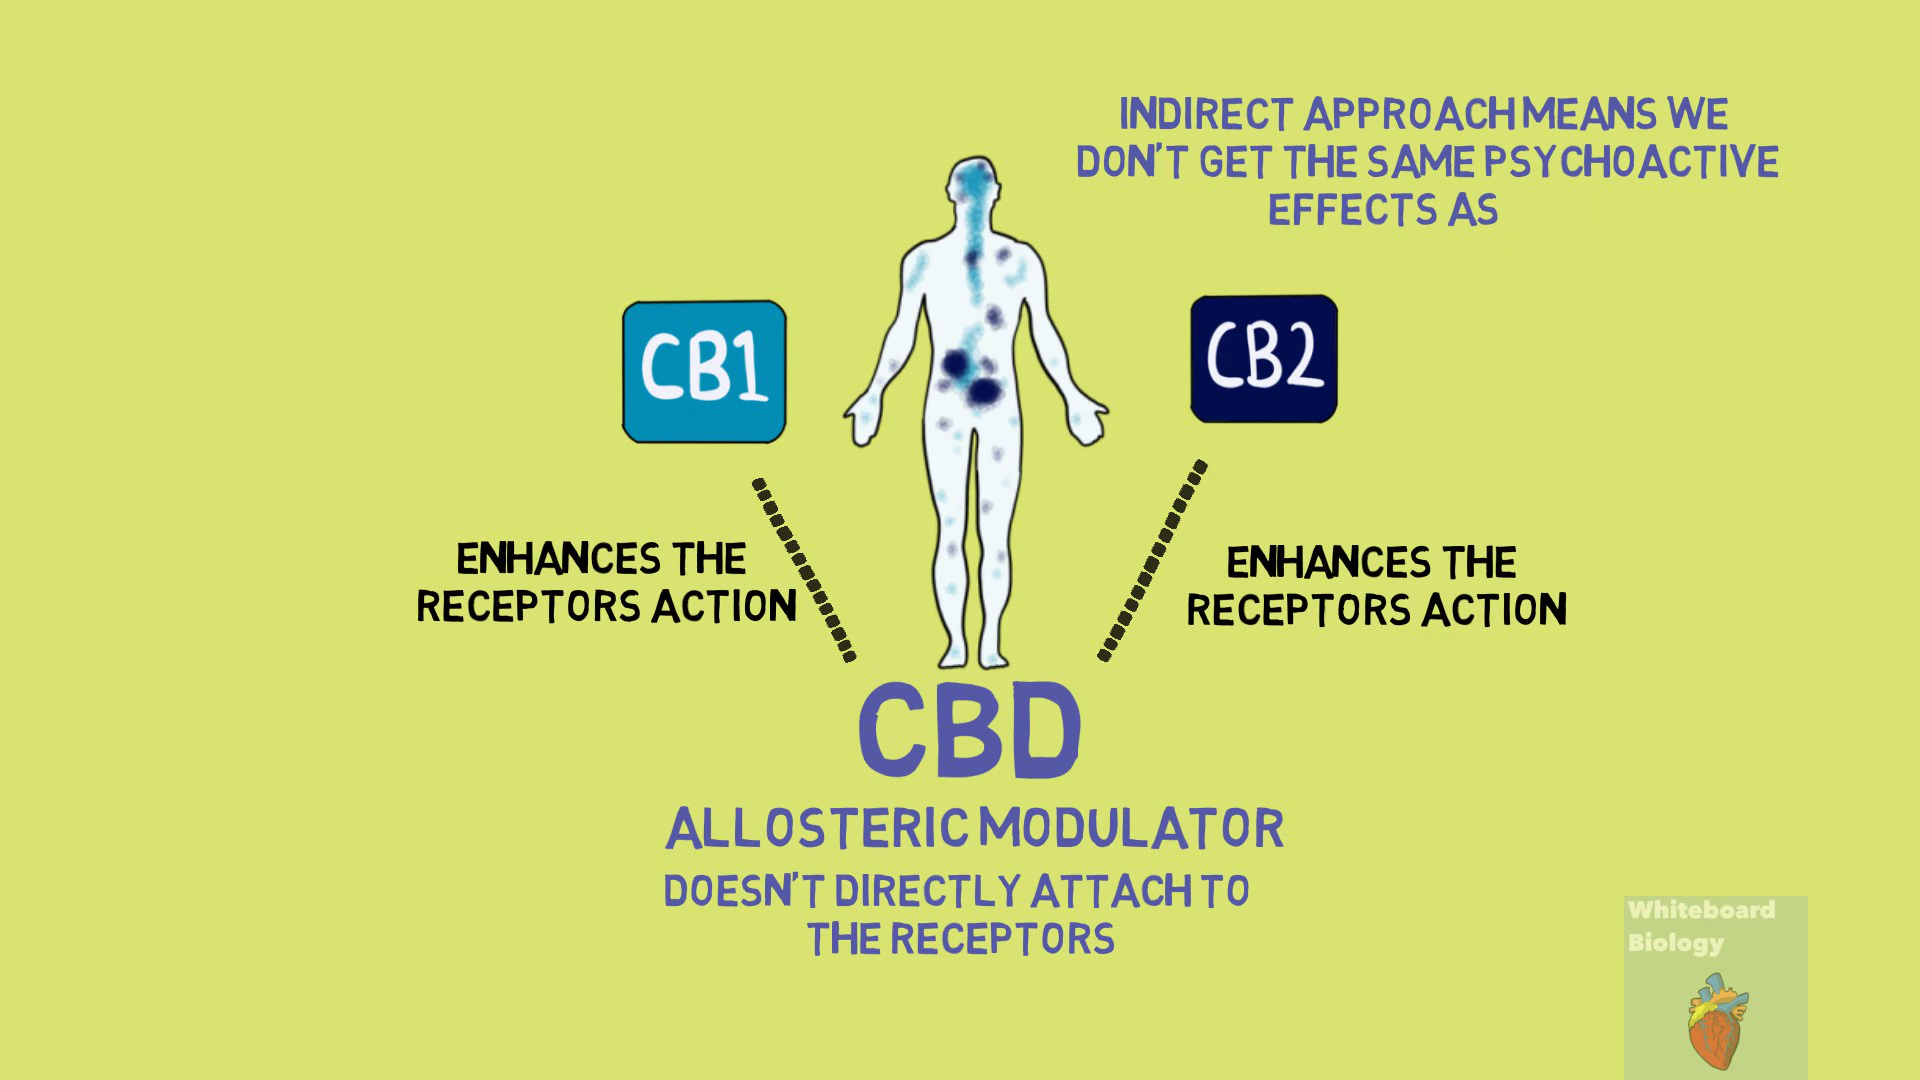 INDIRECT APPROACH MEANS WE
DON'T GET THE SAME PSYCHOACTIVE
EFFECTS AS
CB1
CB2
ENHANCES THE
RECEPTORS ACTION
ENHANCES THE
RECEPTORS ACTION
CBD
ALLOSTERIC MODULATOR
DOESN'T DIRECTLY ATTACH TO
THE RECEPTORS
Whiteboard
Biology